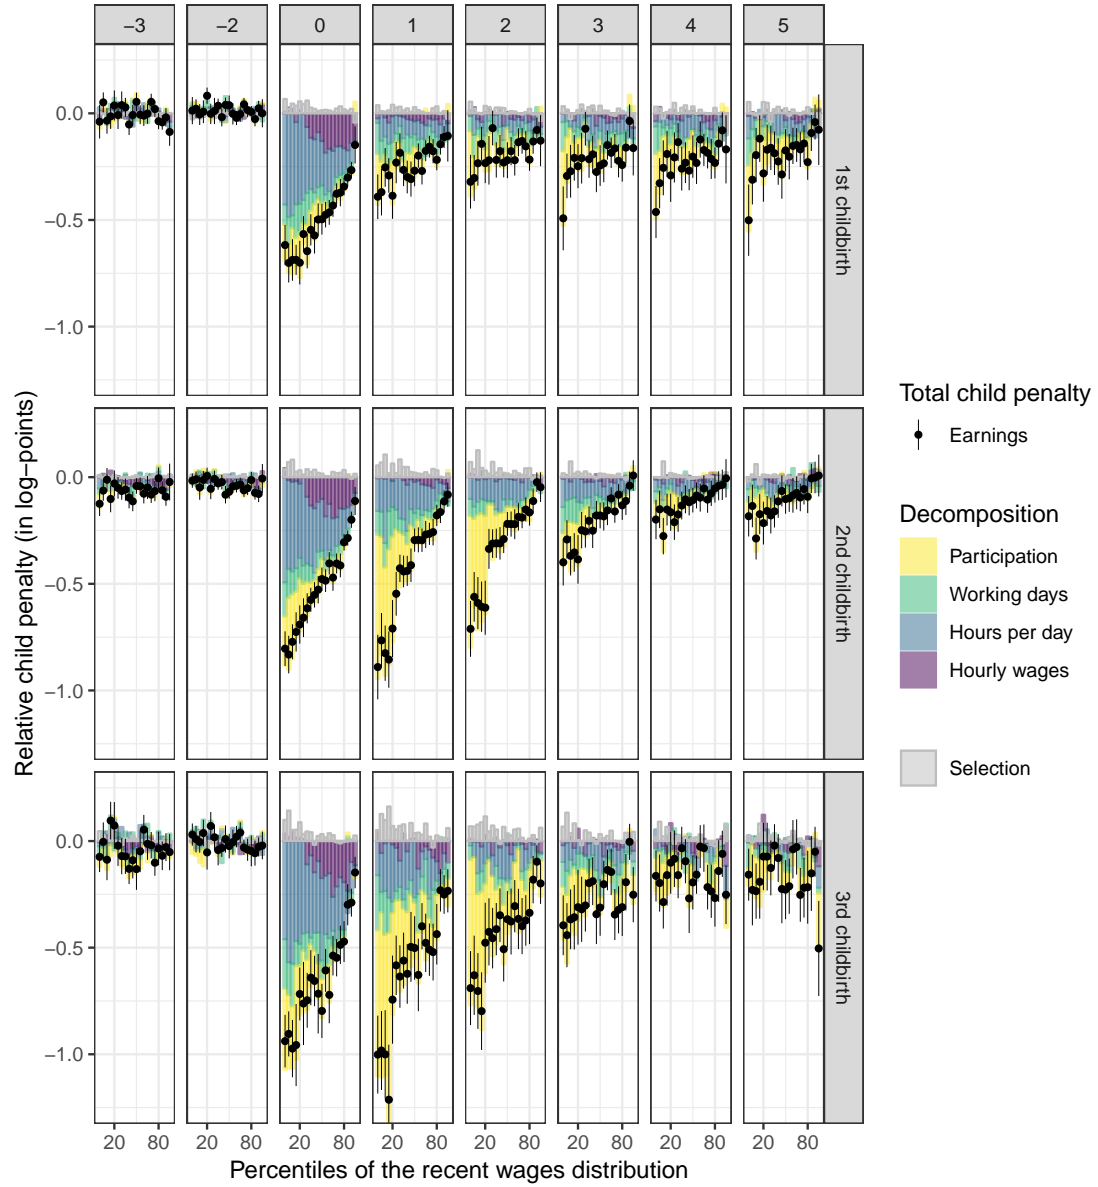 −3 −2 0 1 2 3 4 5
0.0
−0.5
−1.0
1st childbirth
0.0
−0.5
−1.0
2nd childbirth
0.0
−0.5
−1.0
3rd childbirth
20 80 20 80 20 80 20 80 20 80 20 80 20 80 20 80
Percentiles of the recent wages distribution
Relative child penalty (in log−points)
Total child penalty
Earnings
Decomposition
Participation
Working days
Hours per day
Hourly wages
Selection